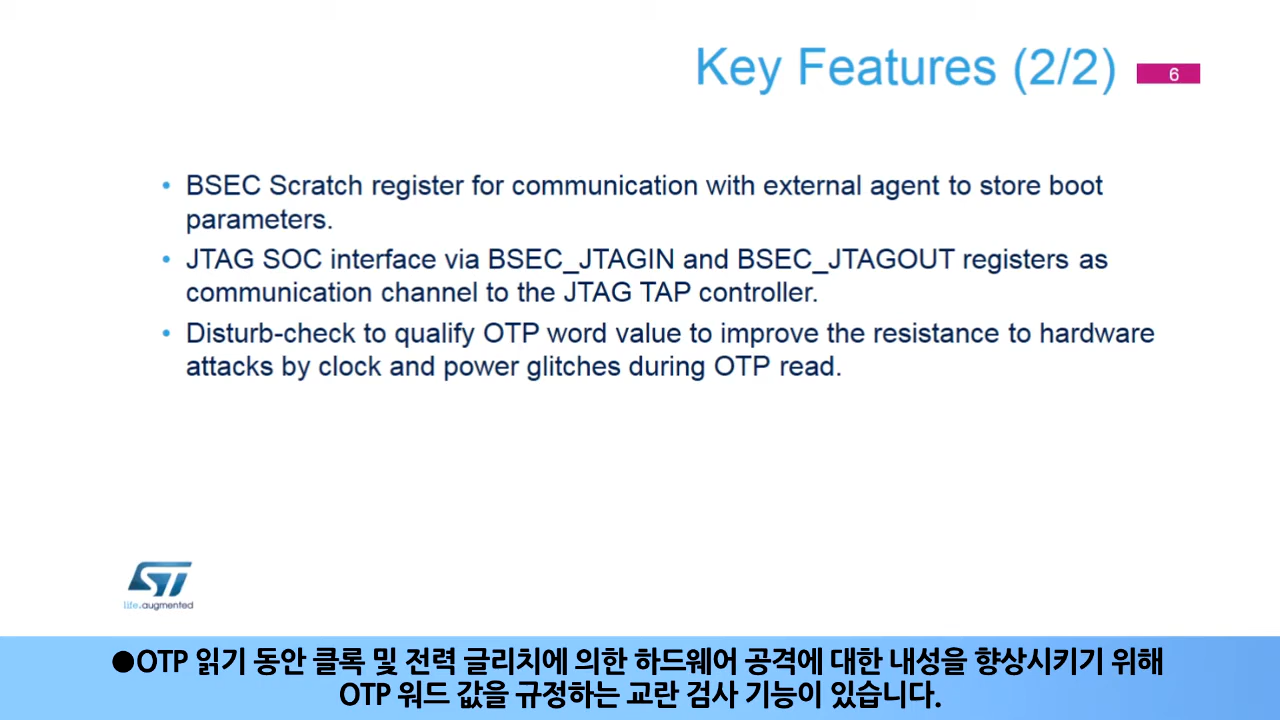 Key Features (2/2)
6
• BSEC Scratch register for communication with external agent to store boot
parameters.
• JTAG SOC interface via BSEC_JTAGIN and BSEC_JTAGOUT registers as
communication channel to the JTAG TAP controller.
• Disturb-check to qualify OTP word value to improve the resistance to hardware
attacks by clock and power glitches during OTP read.
ST
life.augmented
●OTP 읽기 동안 클록 및 전력 글리치에 의한 하드웨어 공격에 대한 내성을 향상시키기 위해
OTP 워드 값을 규정하는 교란 검사 기능이 있습니다.